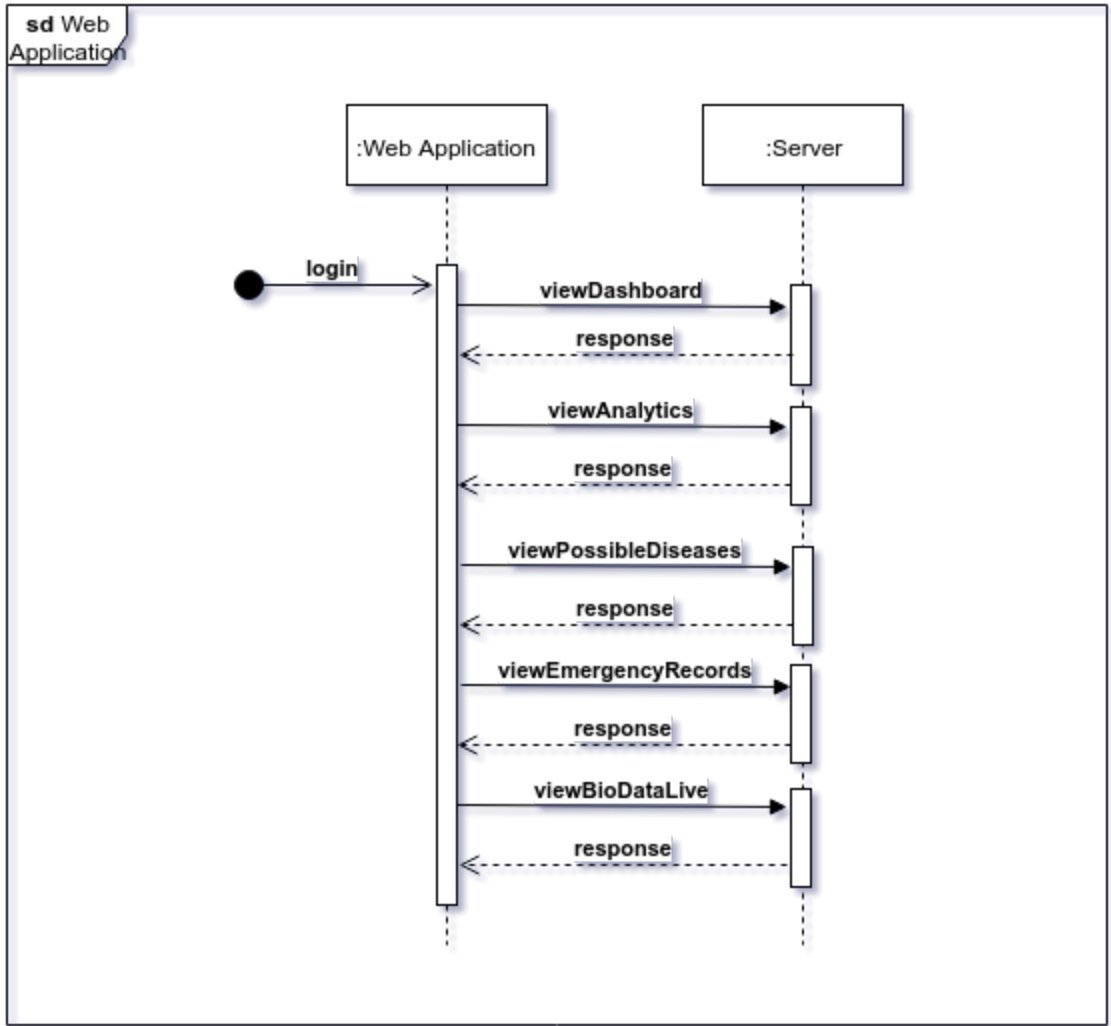 sd Web
Application
:Web Application
:Server
login
viewDashboard
response
viewAnalytics
response
viewPossibleDiseases
response
viewEmergencyRecords
response
viewBioDataLive
response